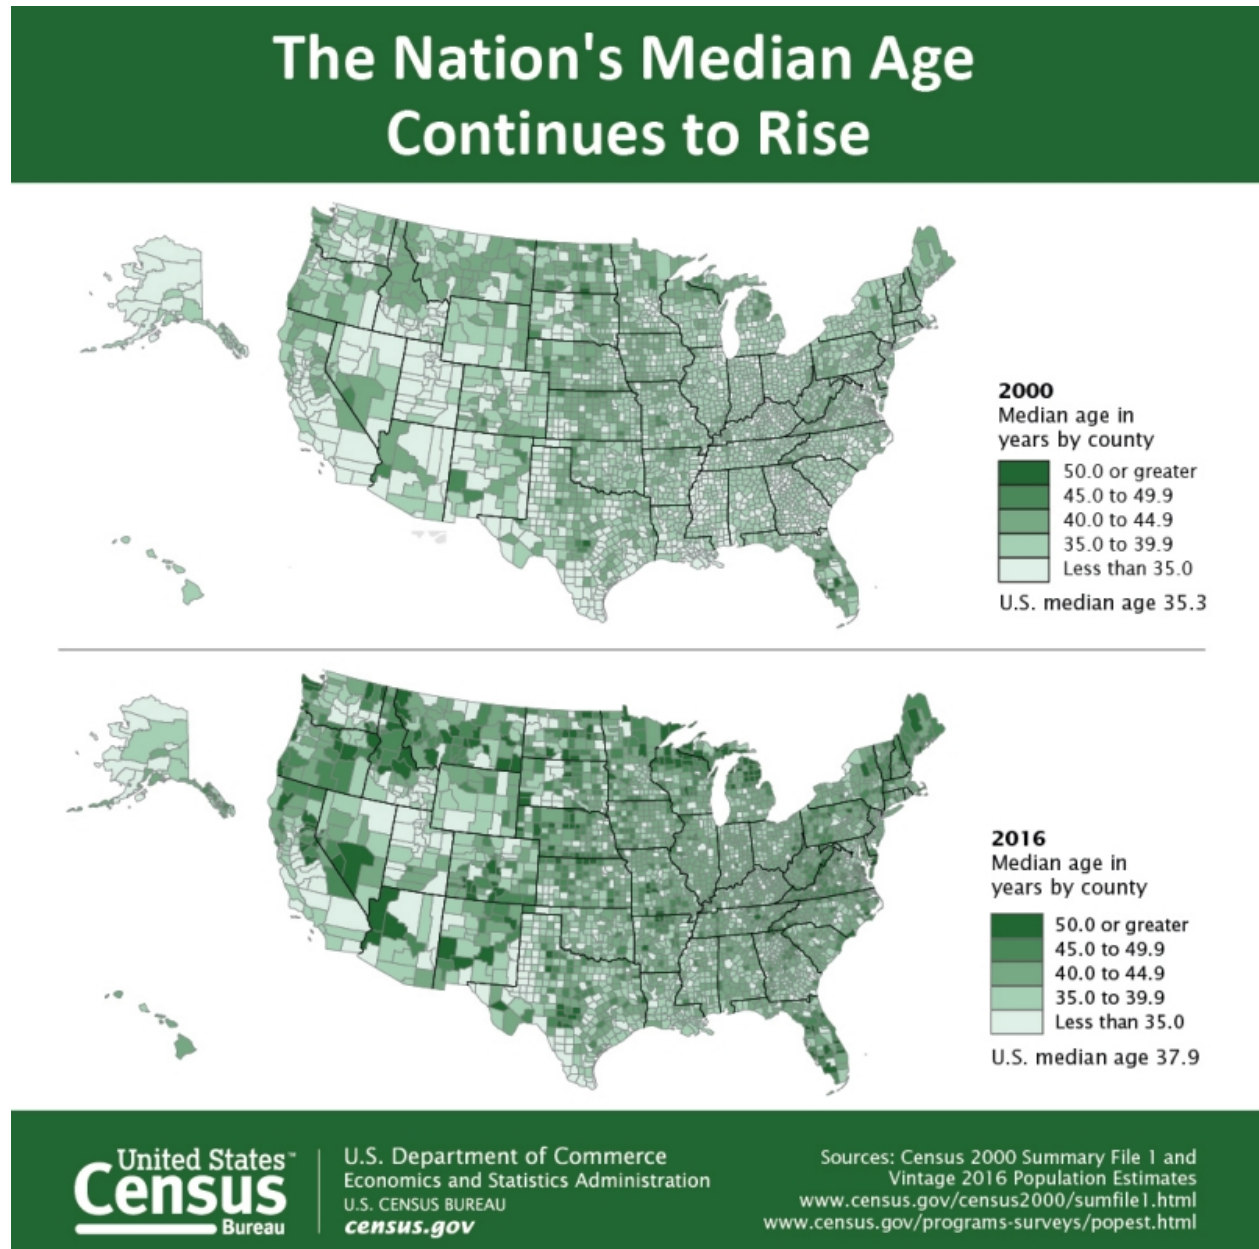 The Nation's Median Age
Continues to Rise
2000
Median age in
years by county
50.0 or greater
45.0 to 49.9
40.0 to 44.9
35.0 to 39.9
Less than 35.0
U.S. median age 35.3
2016
Median age in
years by county
50.0 or greater
45.0 to 49.9
40.0 to 44.9
35.0 to 39.9
Less than 35.0
U.S. median age 37.9
United States™
Census
Bureau
U.S. Department of Commerce
Economics and Statistics Administration
U.S. CENSUS BUREAU
census.gov
Sources: Census 2000 Summary File 1 and
Vintage 2016 Population Estimates
www.census.gov/census2000/sumfile1.html
www.census.gov/programs-surveys/popest.html